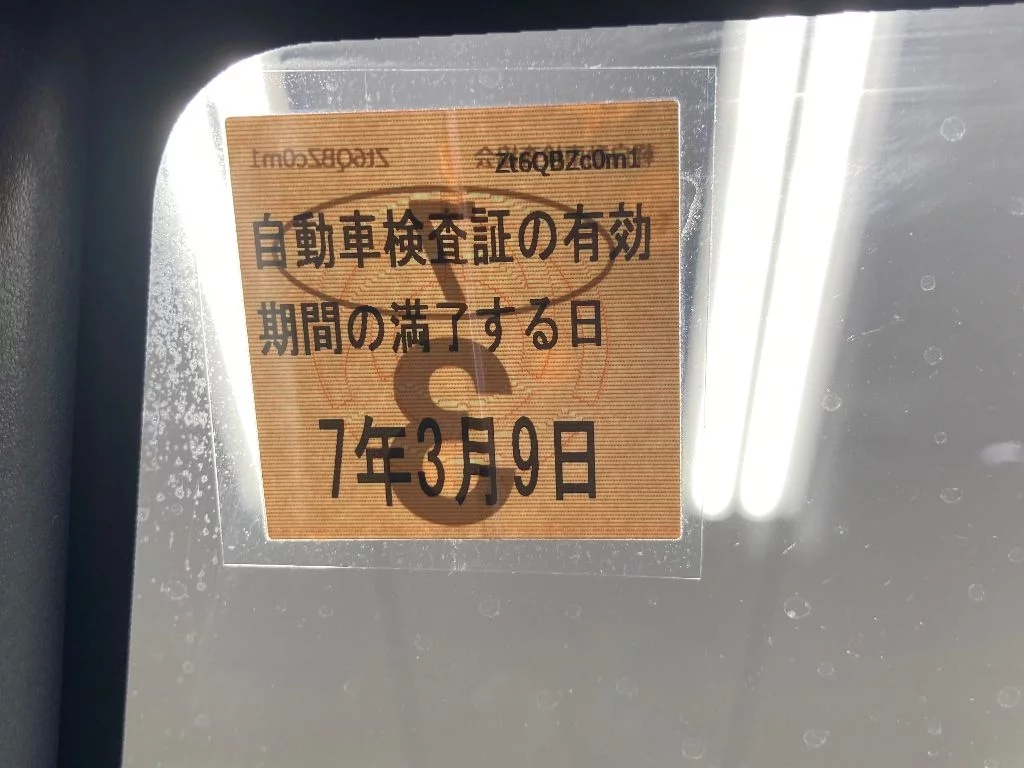 Zt6QBZc0m1
自動車検査証の有効
期間の満了する日
7年3月9日